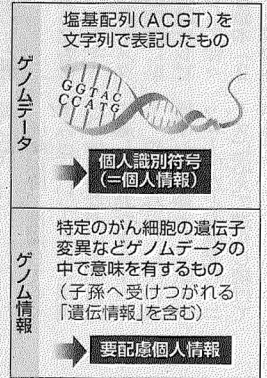 ゲノムデータ
塩基配列(ACGT)を
文字列で表記したもの
GGTAC
CCATG
個人識別符号
(=個人情報)
ゲノム情報
特定のがん細胞の遺伝子
変異などゲノムデータの
中で意味を有するもの
(子孫へ受けつがれる
「遺伝情報」を含む)
要配慮個人情報